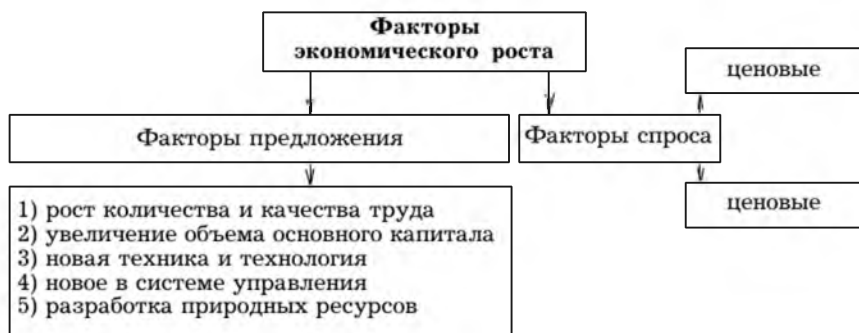 Факторы
экономического роста
ценовые
Факторы предложения
Факторы спроса
ценовые
1) рост количества и качества труда
2) увеличение объема основного капитала
3) новая техника и технология
4) новое в системе управления
5) разработка природных ресурсов